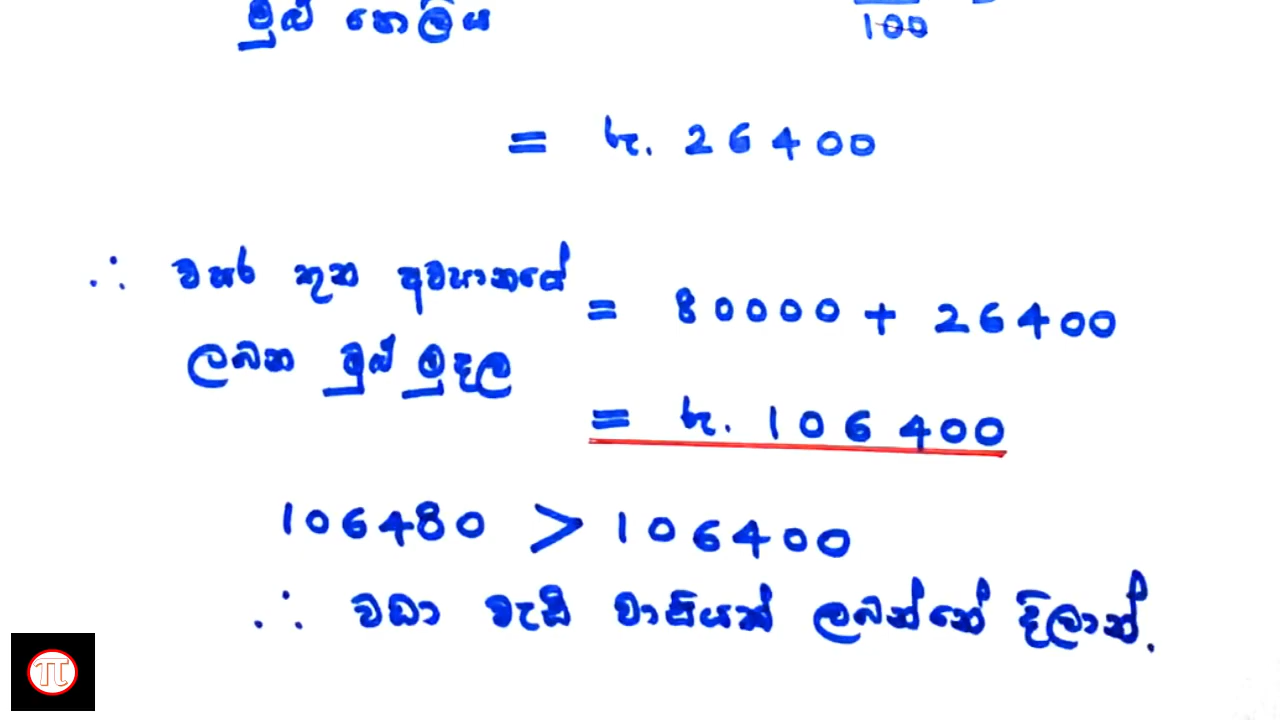 මුළු පොලිය
100
= රු. 26400
∴ වසර තුන අවසානයේ
ලබන මුළු මුදල
= 80000 + 26400
= රු. 106400
106480 > 106400
∴ වඩා වැඩි වාසියක් ලබන්නේ දිලාන්.
π